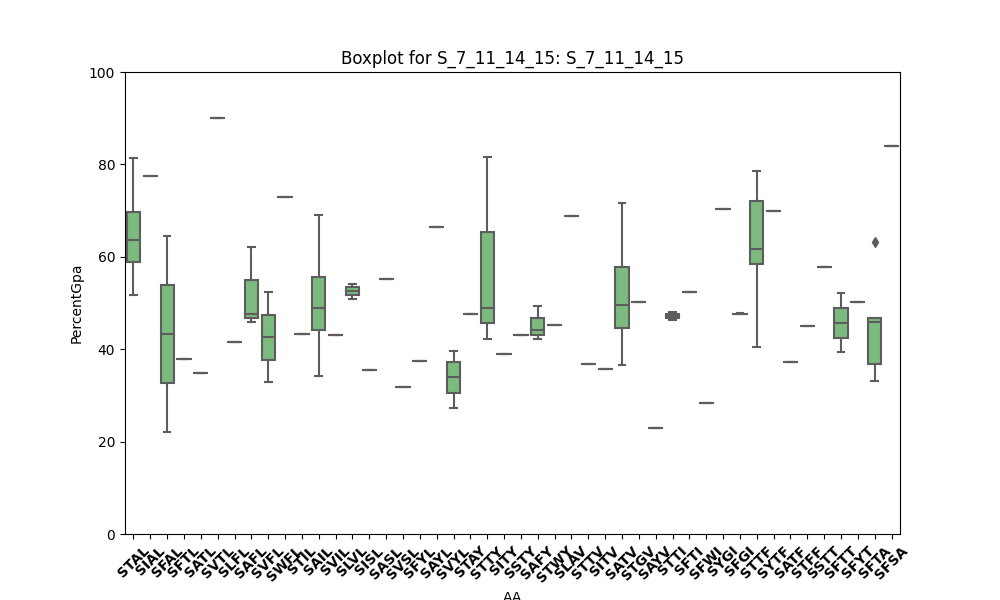 Boxplot for S_7_11_14_15: S_7_11_14_15
100
80
60
40
20
0
PercentGpa
STAL
SIAL
SFAL
SFTL
SATL
SVTL
SLFL
SAFL
SVFL
SWFL
STIL
SAIL
SVIL
SLVL
SISL
SASL
SVSL
SFYL
SAYL
SVYL
STAY
STTY
SITY
SSTY
SAFY
STWY
SLAV
STTV
SITV
SATV
STGV
SAYV
STTI
SFTI
SFWI
SYGI
SFGI
STTF
SYTF
SATF
STFF
SSTT
SFTT
SFYT
SFTA
SFSA
AA